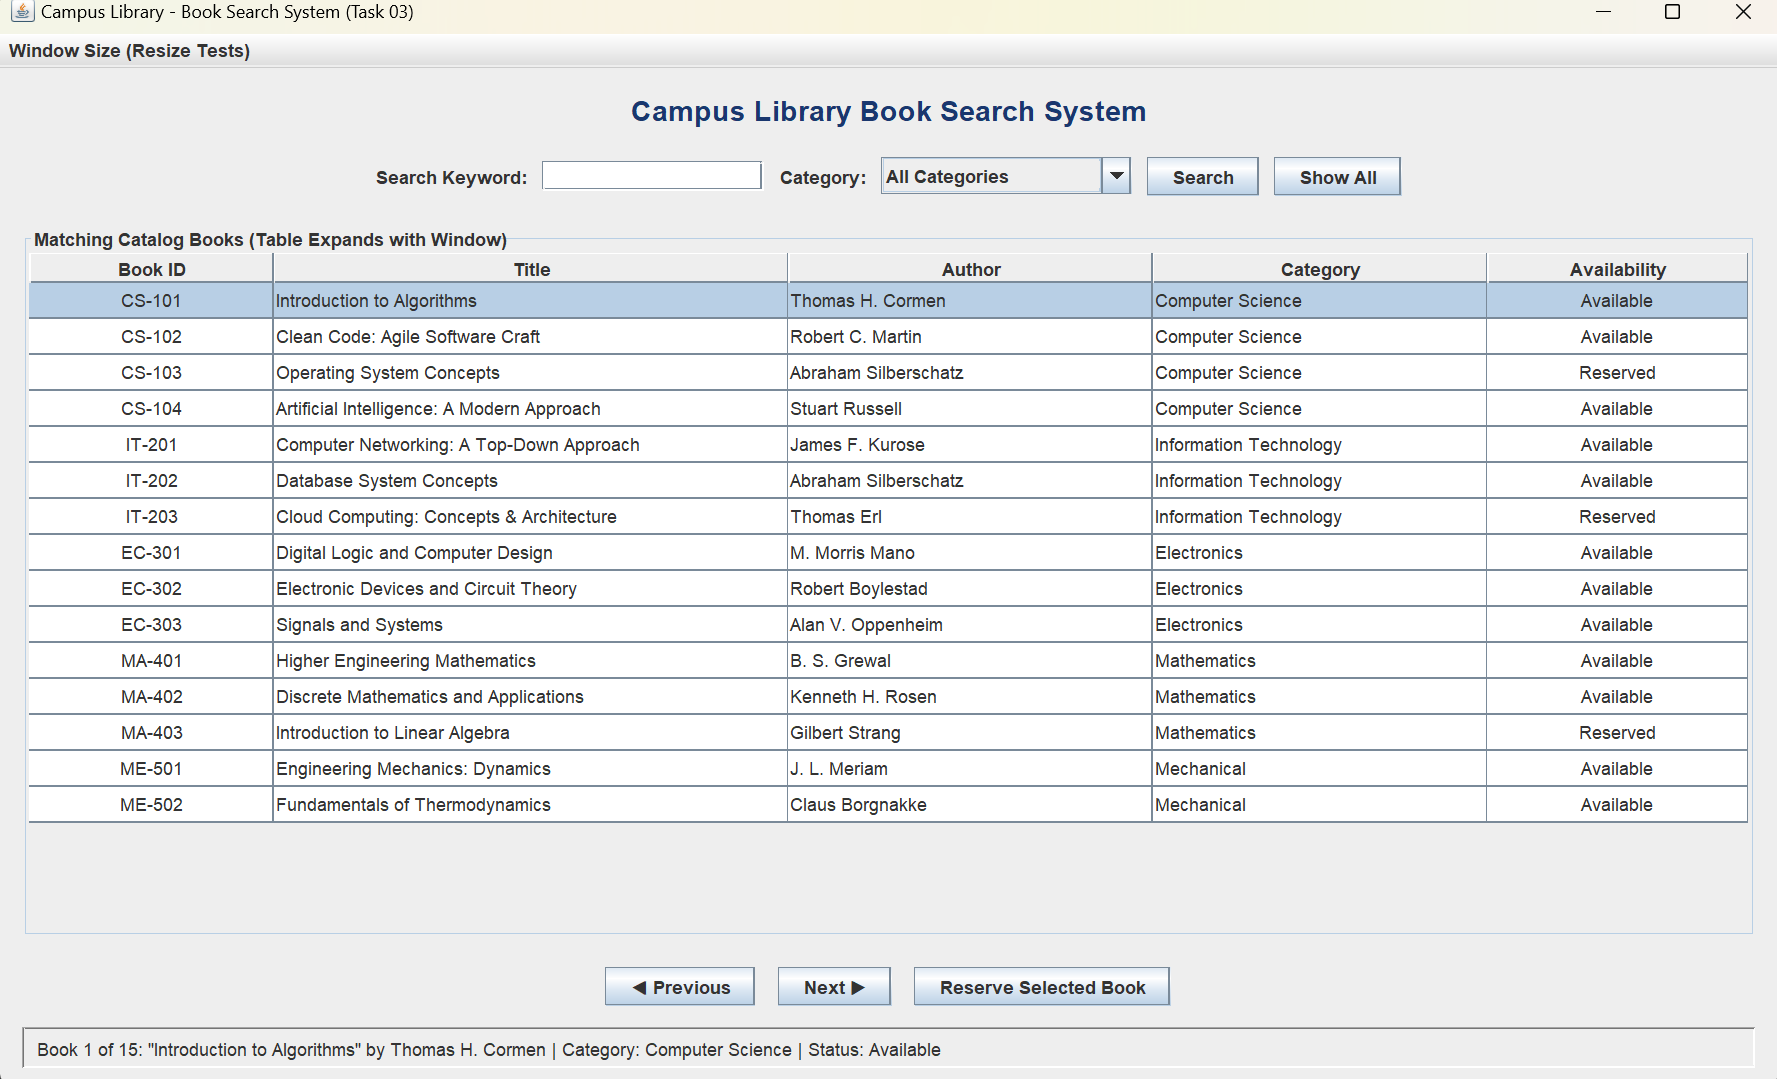 Campus Library - Book Search System (Task 03)
Window Size (Resize Tests)
Campus Library Book Search System
Search Keyword: Category: All Categories Search Show All
Matching Catalog Books (Table Expands with Window)
Book ID Title Author Category Availability
CS-101 Introduction to Algorithms Thomas H. Cormen Computer Science Available
CS-102 Clean Code: Agile Software Craft Robert C. Martin Computer Science Available
CS-103 Operating System Concepts Abraham Silberschatz Computer Science Reserved
CS-104 Artificial Intelligence: A Modern Approach Stuart Russell Computer Science Available
IT-201 Computer Networking: A Top-Down Approach James F. Kurose Information Technology Available
IT-202 Database System Concepts Abraham Silberschatz Information Technology Available
IT-203 Cloud Computing: Concepts & Architecture Thomas Erl Information Technology Reserved
EC-301 Digital Logic and Computer Design M. Morris Mano Electronics Available
EC-302 Electronic Devices and Circuit Theory Robert Boylestad Electronics Available
EC-303 Signals and Systems Alan V. Oppenheim Electronics Available
MA-401 Higher Engineering Mathematics B. S. Grewal Mathematics Available
MA-402 Discrete Mathematics and Applications Kenneth H. Rosen Mathematics Available
MA-403 Introduction to Linear Algebra Gilbert Strang Mathematics Reserved
ME-501 Engineering Mechanics: Dynamics J. L. Meriam Mechanical Available
ME-502 Fundamentals of Thermodynamics Claus Borgnakke Mechanical Available
◀ Previous Next ▶ Reserve Selected Book
Book 1 of 15: "Introduction to Algorithms" by Thomas H. Cormen | Category: Computer Science | Status: Available